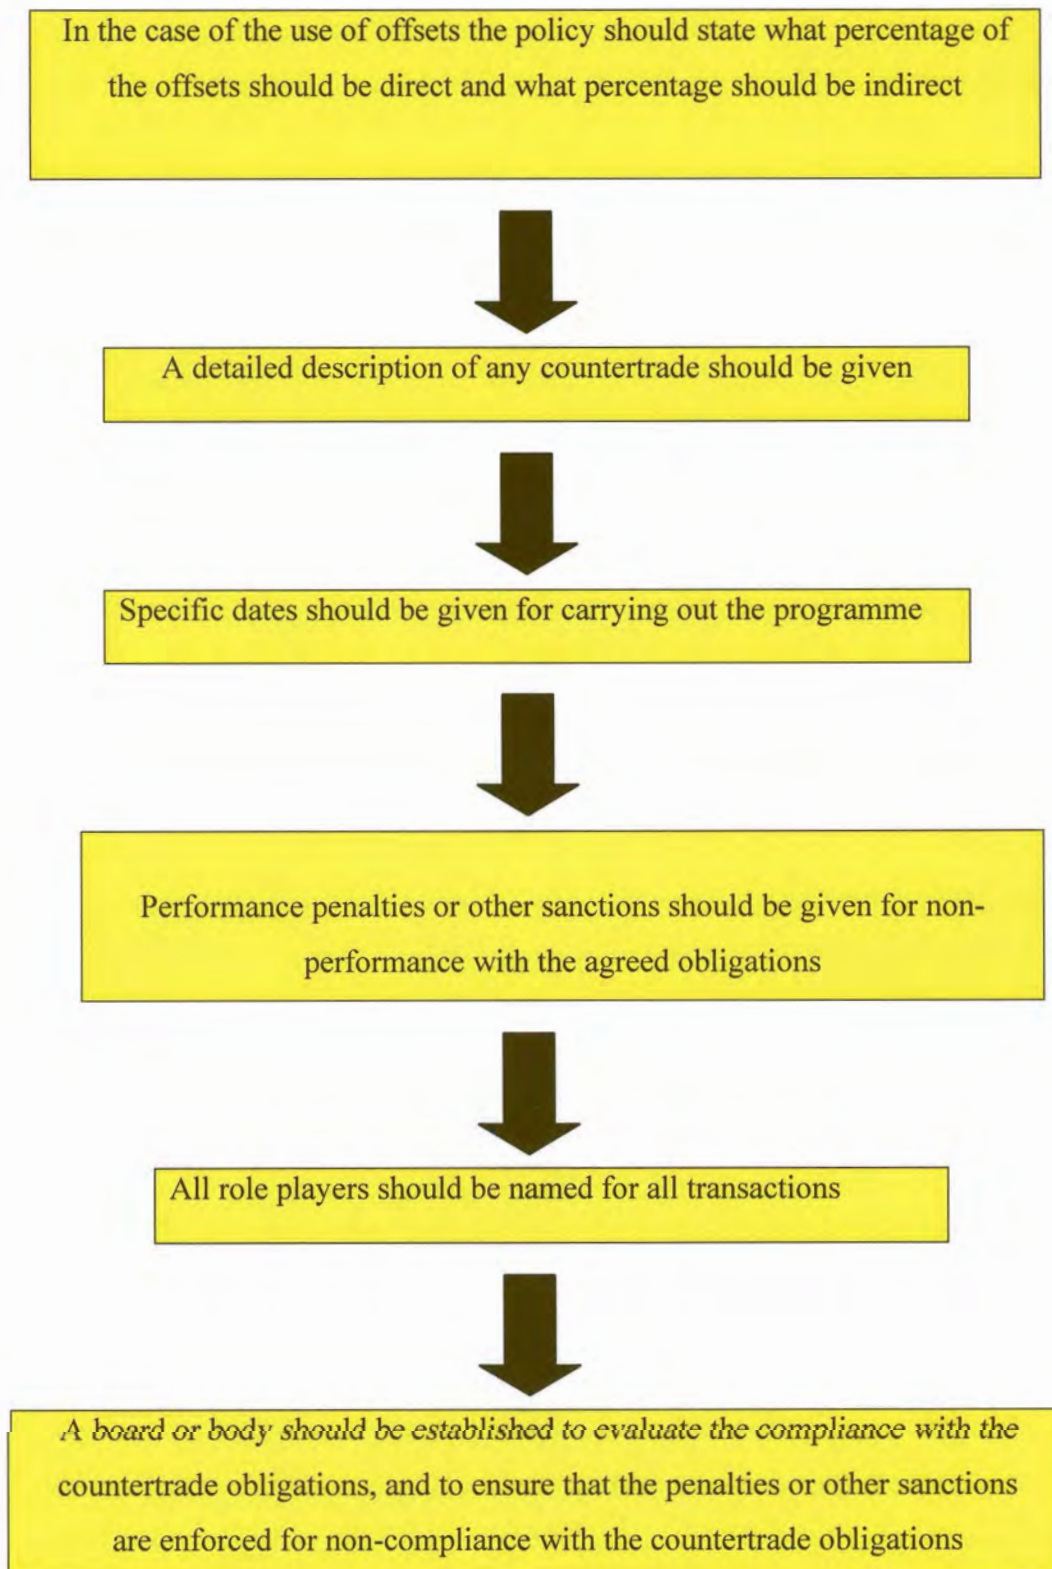 In the case of the use of offsets the policy should state what percentage of
the offsets should be direct and what percentage should be indirect
A detailed description of any countertrade should be given
Specific dates should be given for carrying out the programme
Performance penalties or other sanctions should be given for non-
performance with the agreed obligations
All role players should be named for all transactions
A board or body should be established to evaluate the compliance with the
countertrade obligations, and to ensure that the penalties or other sanctions
are enforced for non-compliance with the countertrade obligations